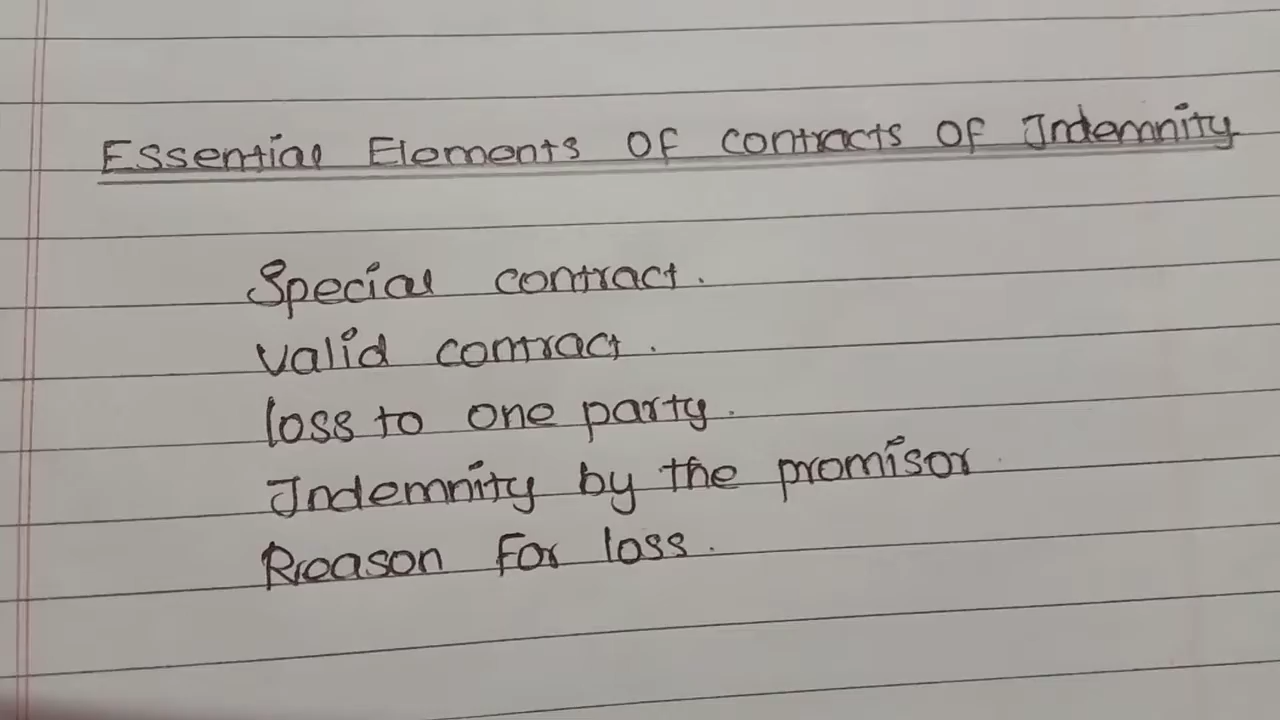 Essential Elements of contracts of Indemnity
Special contract.
Valid contract.
loss to one party.
Indemnity by the promisor.
Reason for loss.